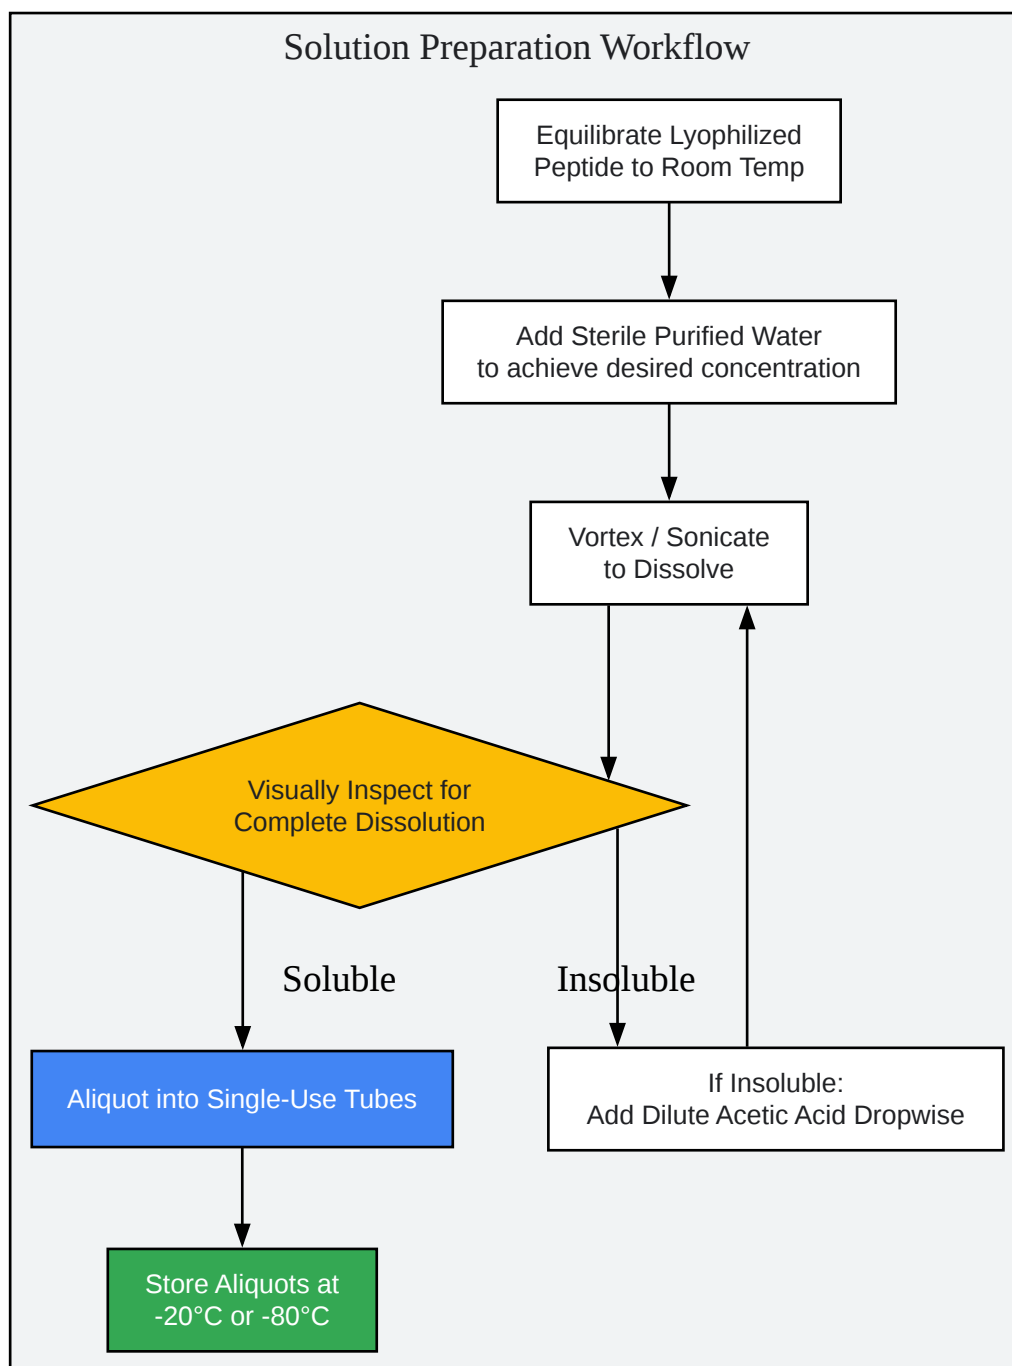 Solution Preparation Workflow
Equilibrate Lyophilized
Peptide to Room Temp
Add Sterile Purified Water
to achieve desired concentration
Vortex / Sonicate
to Dissolve
Visually Inspect for
Complete Dissolution
Soluble
Insoluble
Aliquot into Single-Use Tubes
If Insoluble:
Add Dilute Acetic Acid Dropwise
Store Aliquots at
-20°C or -80°C